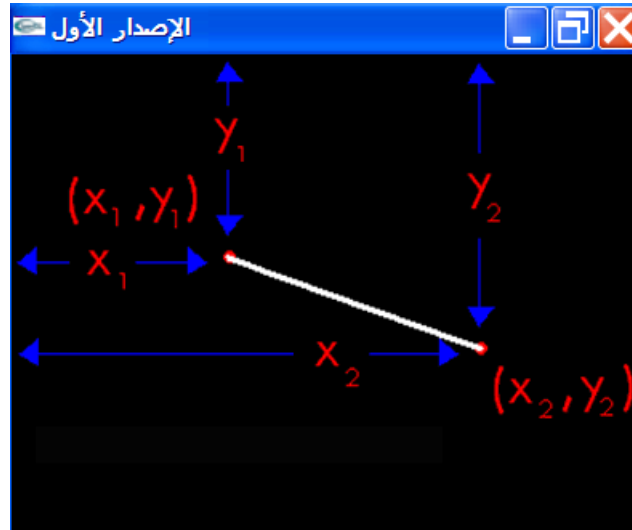 الإصدار الأول
y₁
y₂
(x₁ ,y₁)
x₁
x₂
(x₂ ,y₂)